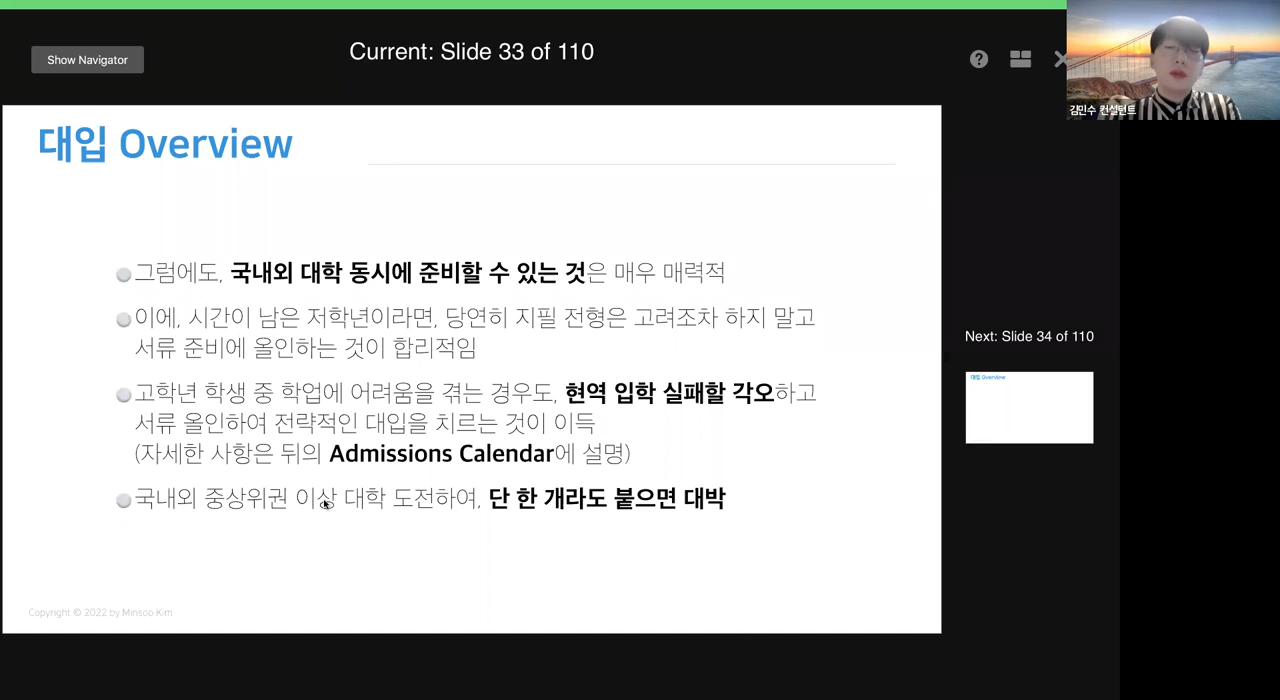 Show Navigator
Current: Slide 33 of 110
김민수 컨설턴트
대입 Overview
그럼에도, 국내외 대학 동시에 준비할 수 있는 것은 매우 매력적
이에, 시간이 남은 저학년이라면, 당연히 지필 전형은 고려조차 하지 말고
서류 준비에 올인하는 것이 합리적임
고학년 학생 중 학업에 어려움을 겪는 경우도, 현역 입학 실패할 각오하고
서류 올인하여 전략적인 대입을 치르는 것이 이득
(자세한 사항은 뒤의 Admissions Calendar에 설명)
국내외 중상위권 이상 대학 도전하여, 단 한 개라도 붙으면 대박
Copyright © 2022 by Minsoo Kim
Next: Slide 34 of 110
대입 Overview